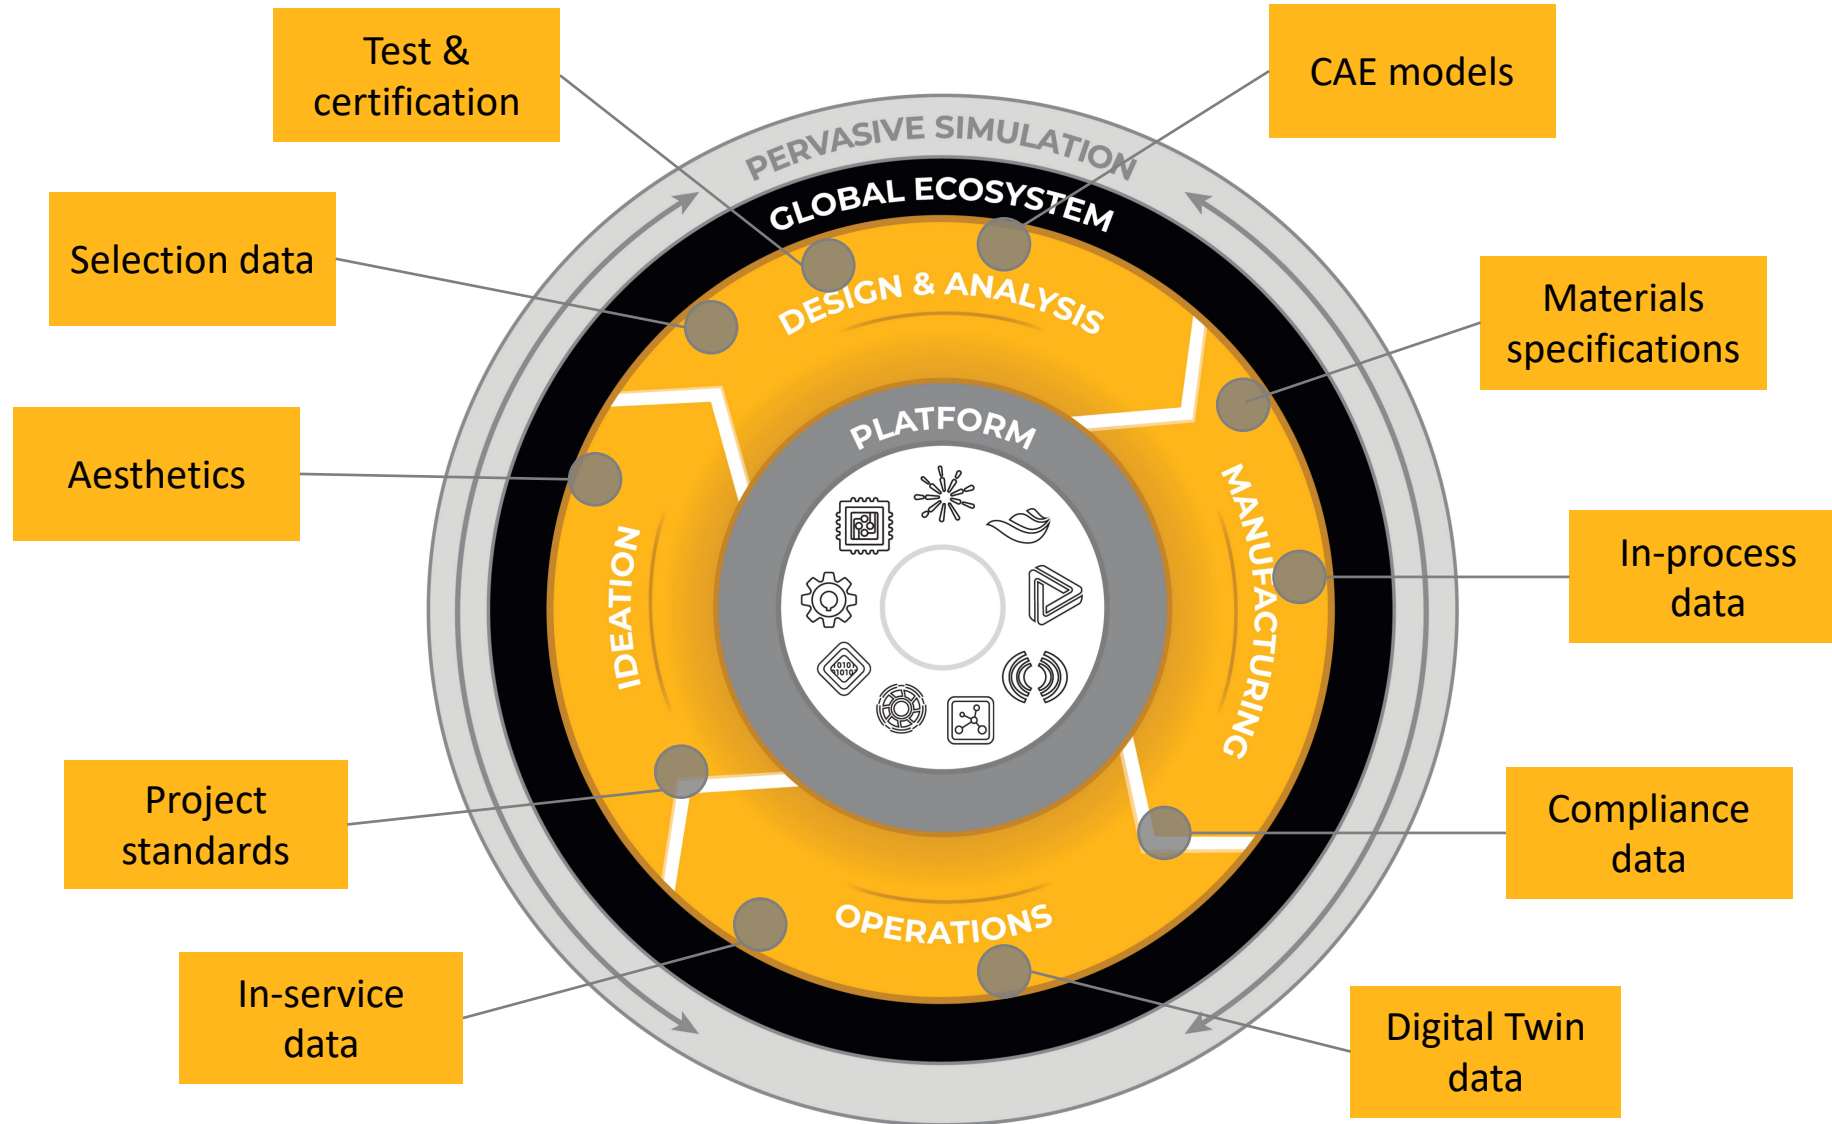 Test &
certification
CAE models
PERVASIVE SIMULATION
GLOBAL ECOSYSTEM
Selection data
DESIGN & ANALYSIS
Materials
specifications
PLATFORM
Aesthetics
MANUFACTURING
In-process
data
IDEATION
Project
standards
Compliance
data
OPERATIONS
In-service
data
Digital Twin
data